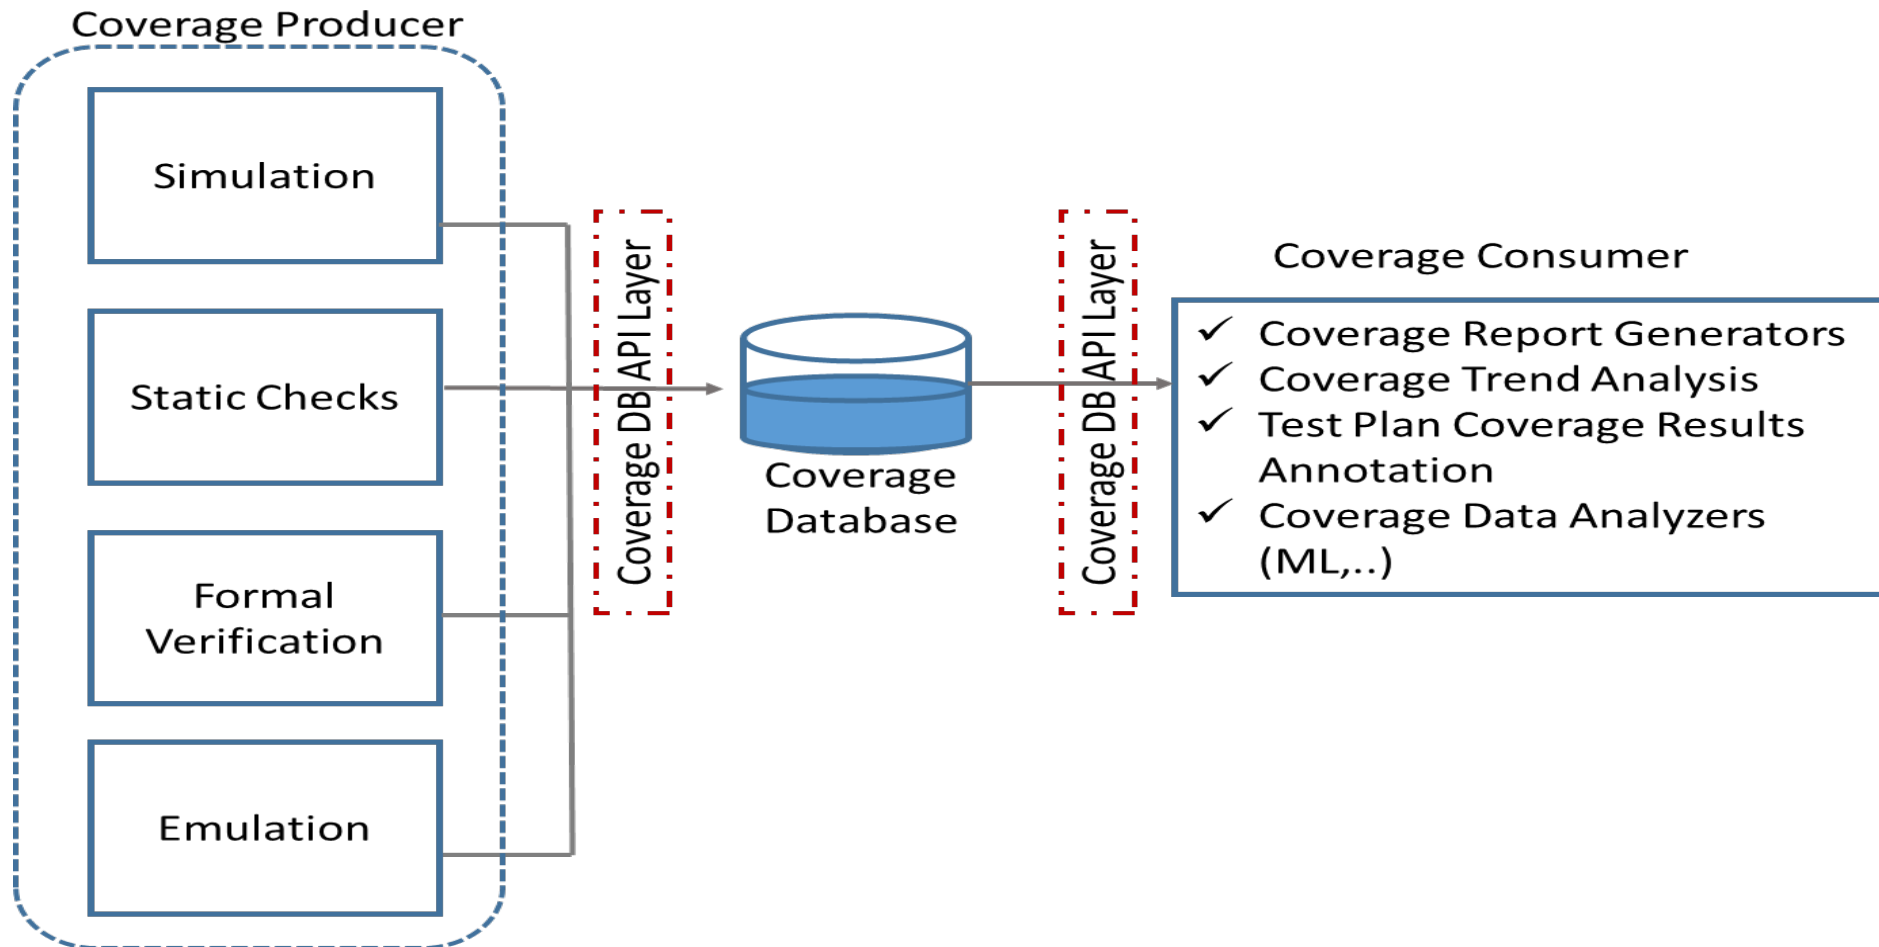 Coverage Producer
Simulation
Static Checks
Formal
Verification
Emulation
Coverage DB API Layer
Coverage
Database
Coverage DB API Layer
Coverage Consumer
✓ Coverage Report Generators
✓ Coverage Trend Analysis
✓ Test Plan Coverage Results
Annotation
✓ Coverage Data Analyzers
(ML,..)